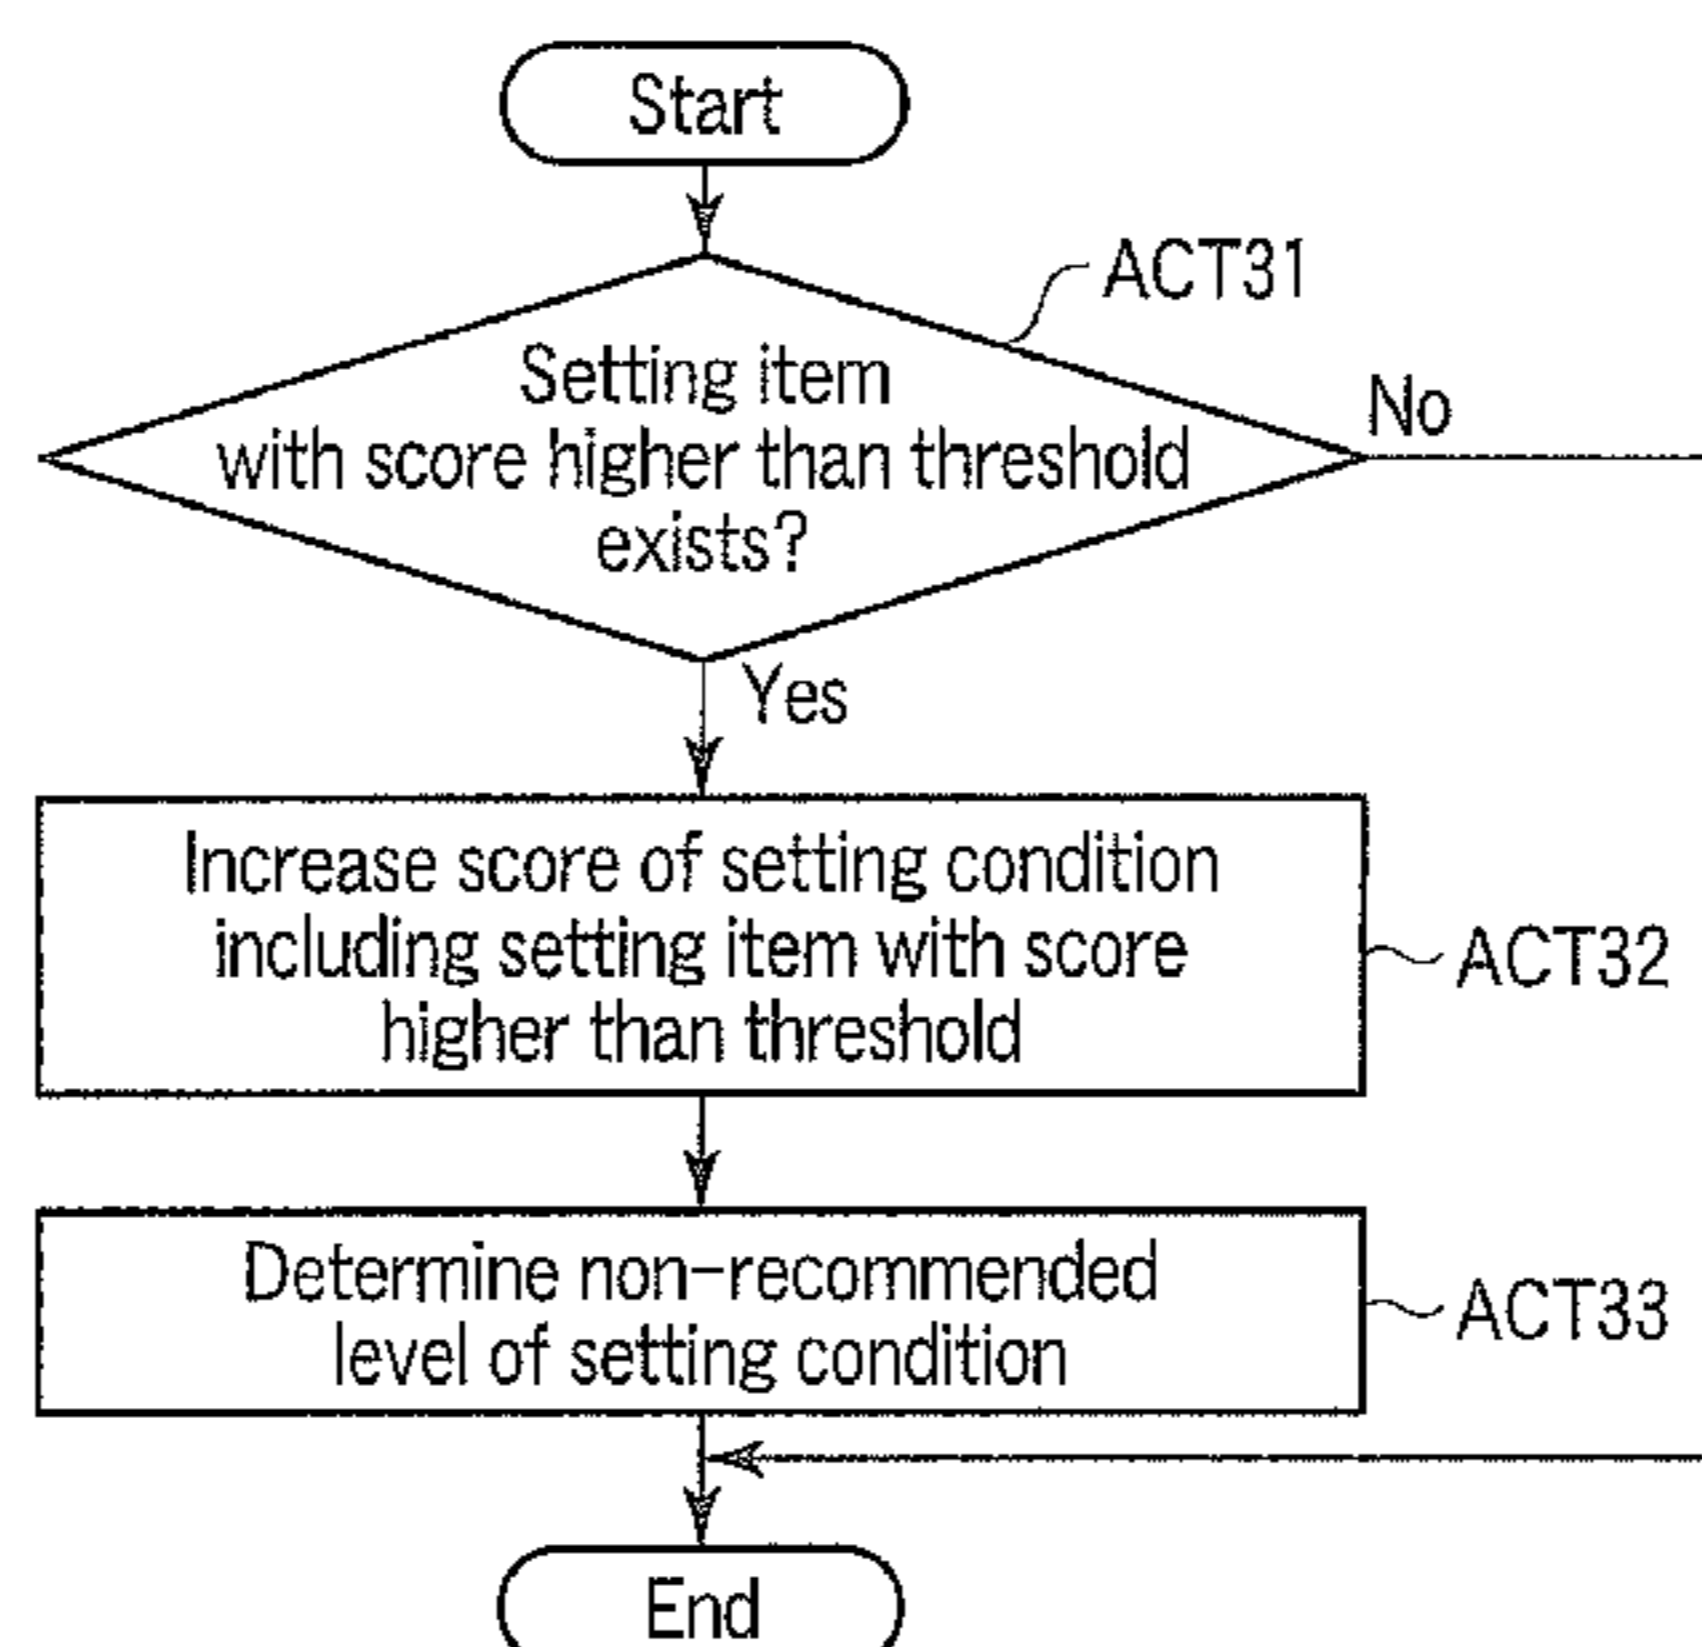 Start
ACT31
Setting item
with score higher than threshold
exists?
No
Yes
Increase score of setting condition
including setting item with score
higher than threshold
ACT32
Determine non-recommended
level of setting condition
ACT33
End